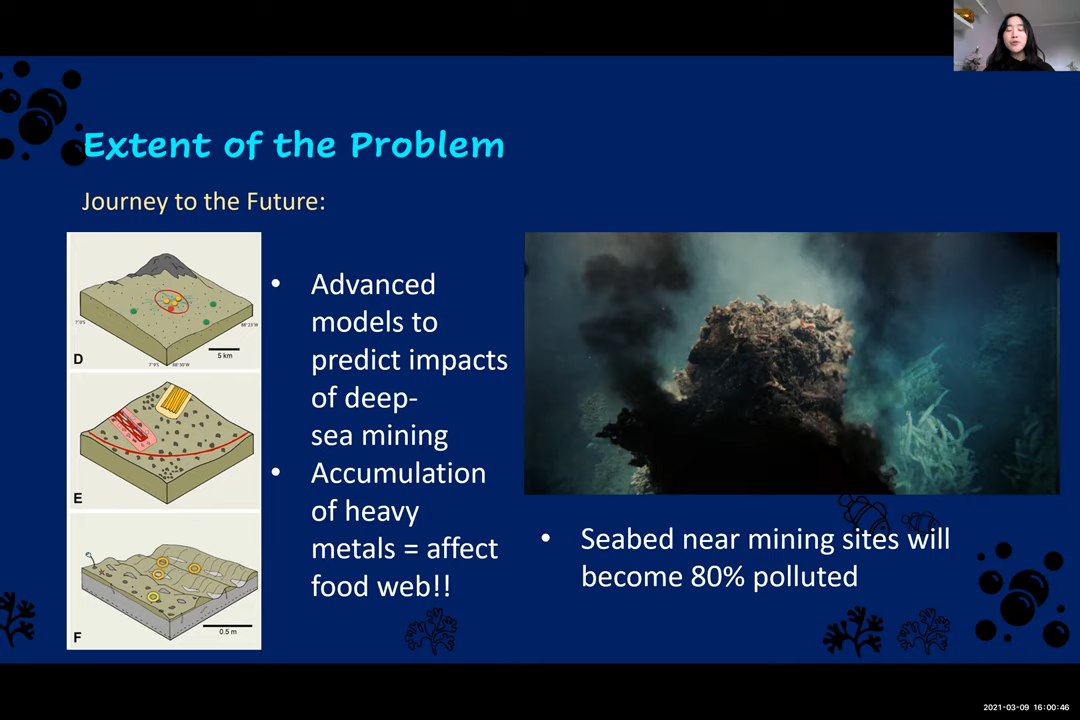 Extent of the Problem
Journey to the Future:
D
5 km
E
F
0.5 m
• Advanced
models to
predict impacts
of deep-
sea mining
• Accumulation
of heavy
metals = affect
food web!!
• Seabed near mining sites will
become 80% polluted
2021-03-09 16:00:46